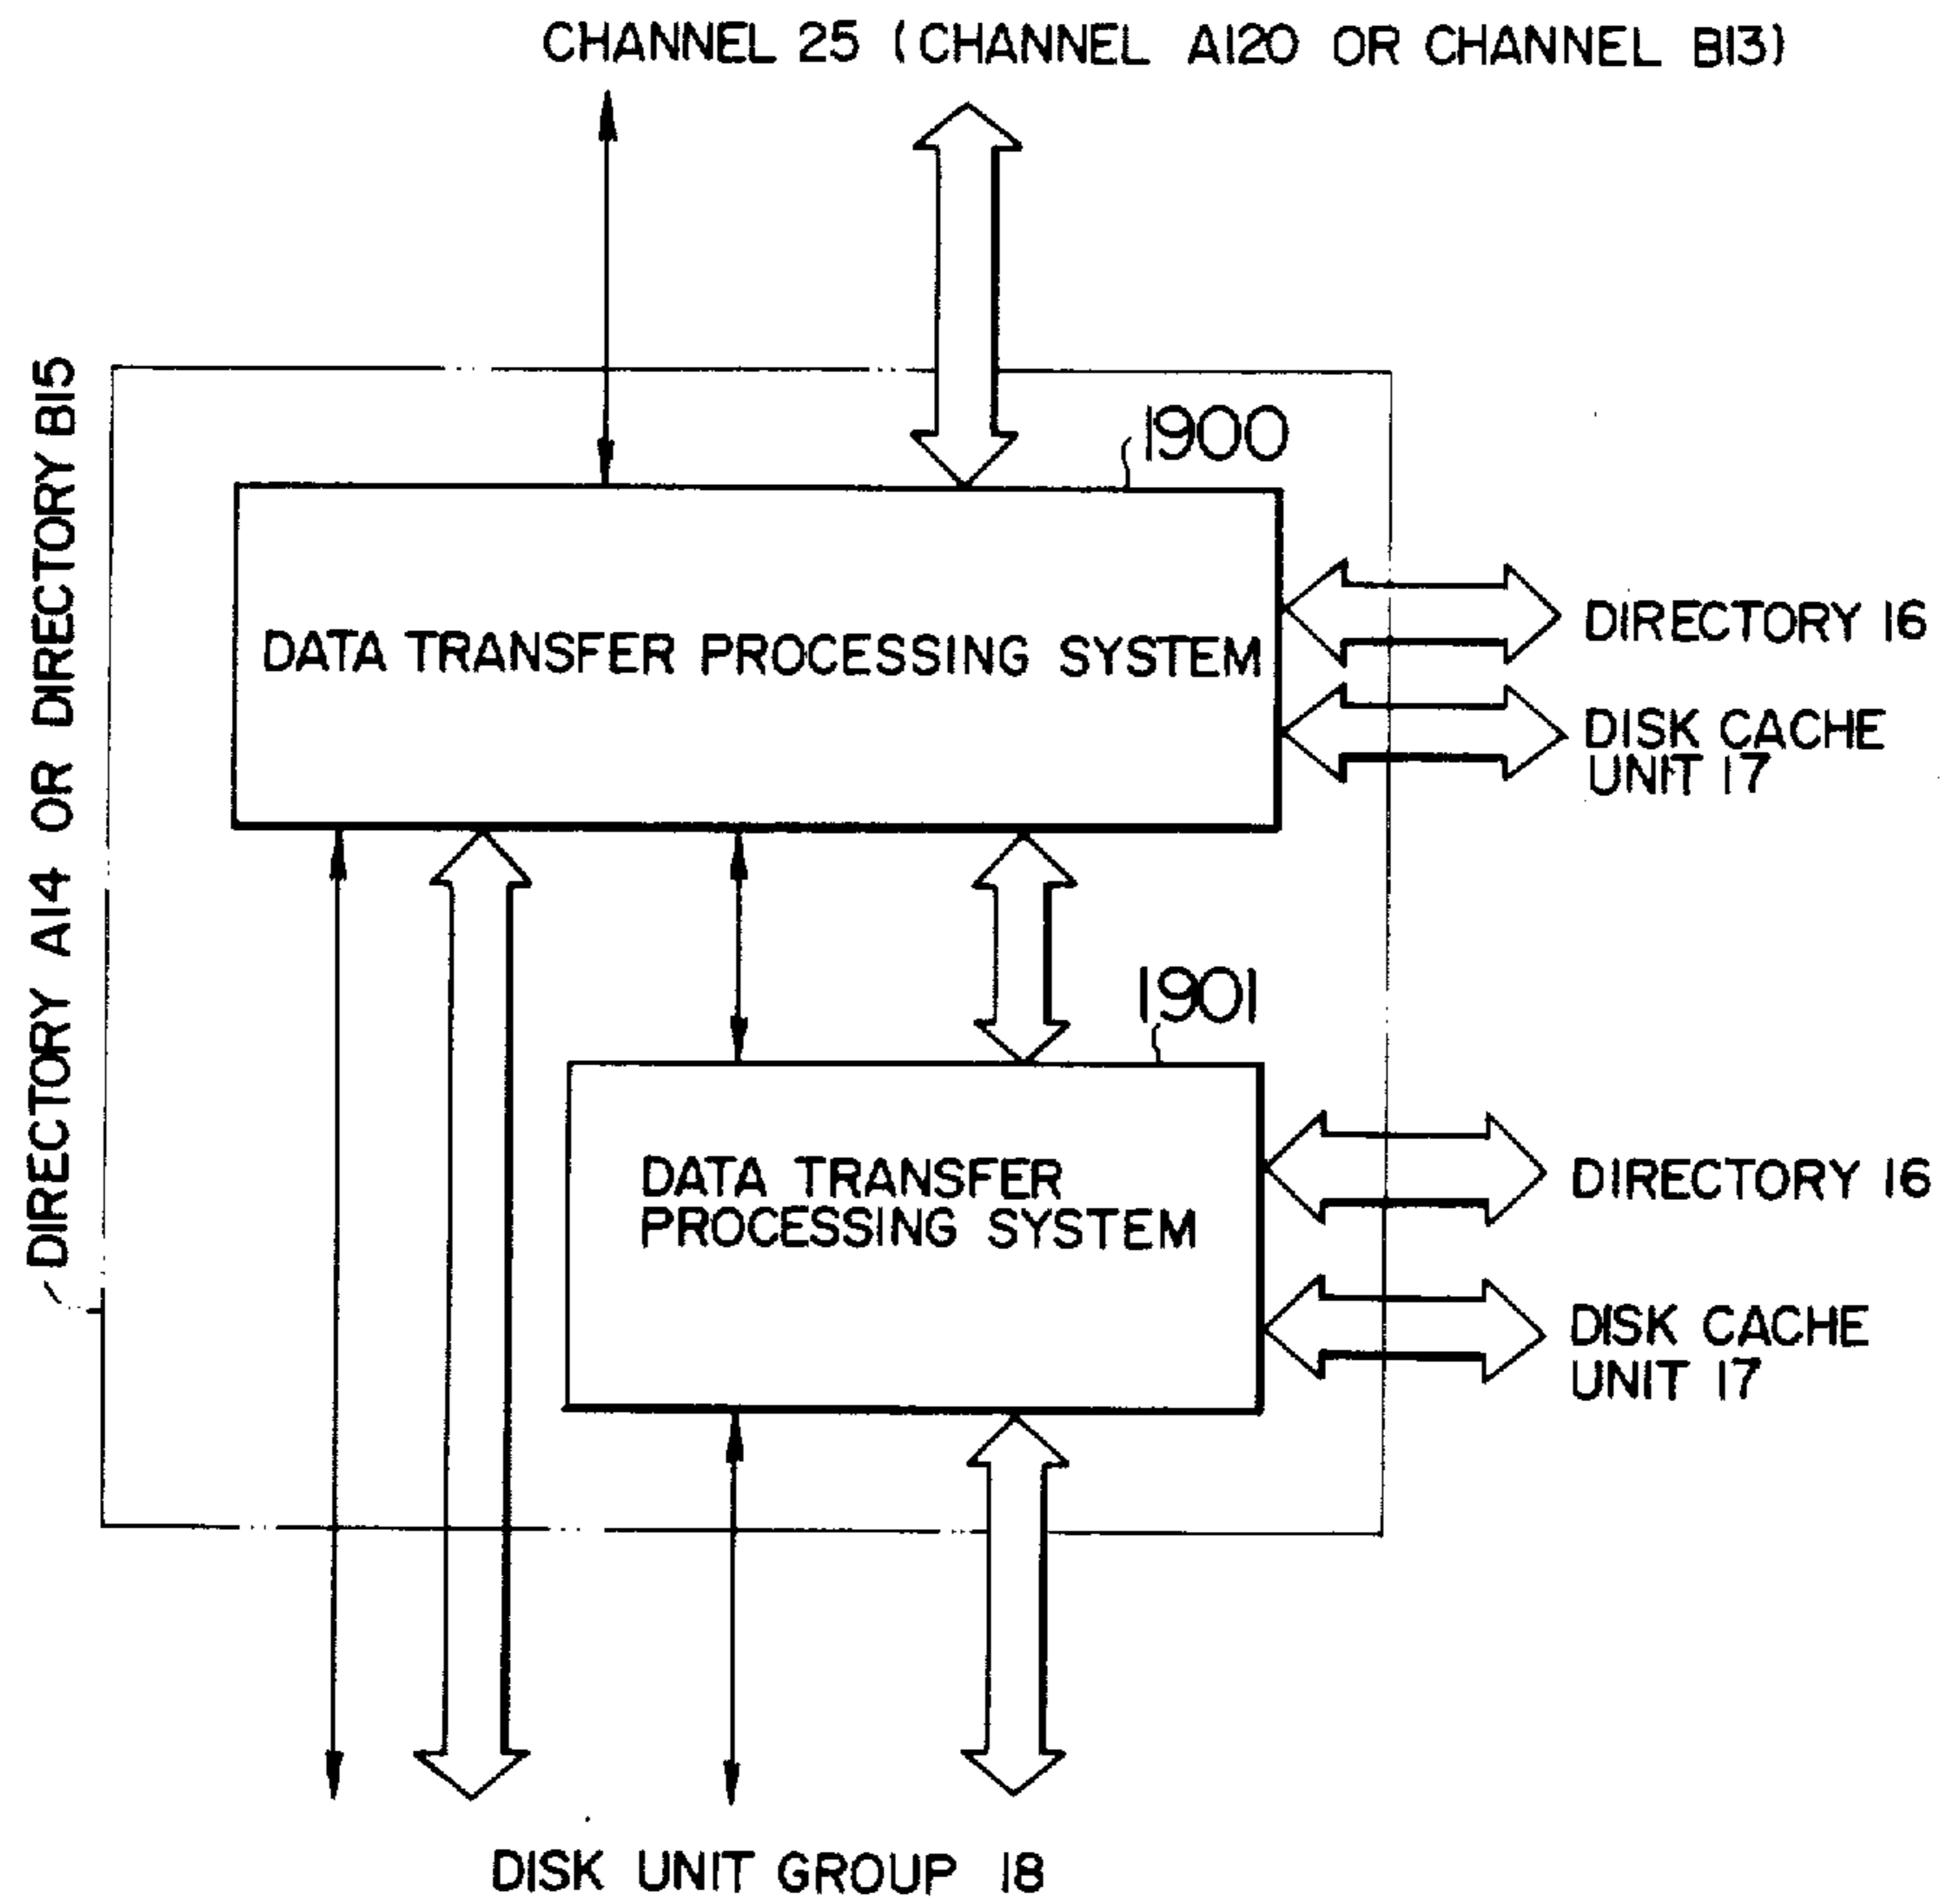 CHANNEL 25 (CHANNEL A120 OR CHANNEL B13)
DIRECTORY A14 OR DIRECTORY B15
1900
DATA TRANSFER PROCESSING SYSTEM
DIRECTORY 16
DISK CACHE
UNIT 17
1901
DATA TRANSFER
PROCESSING SYSTEM
DIRECTORY 16
DISK CACHE
UNIT 17
DISK UNIT GROUP 18